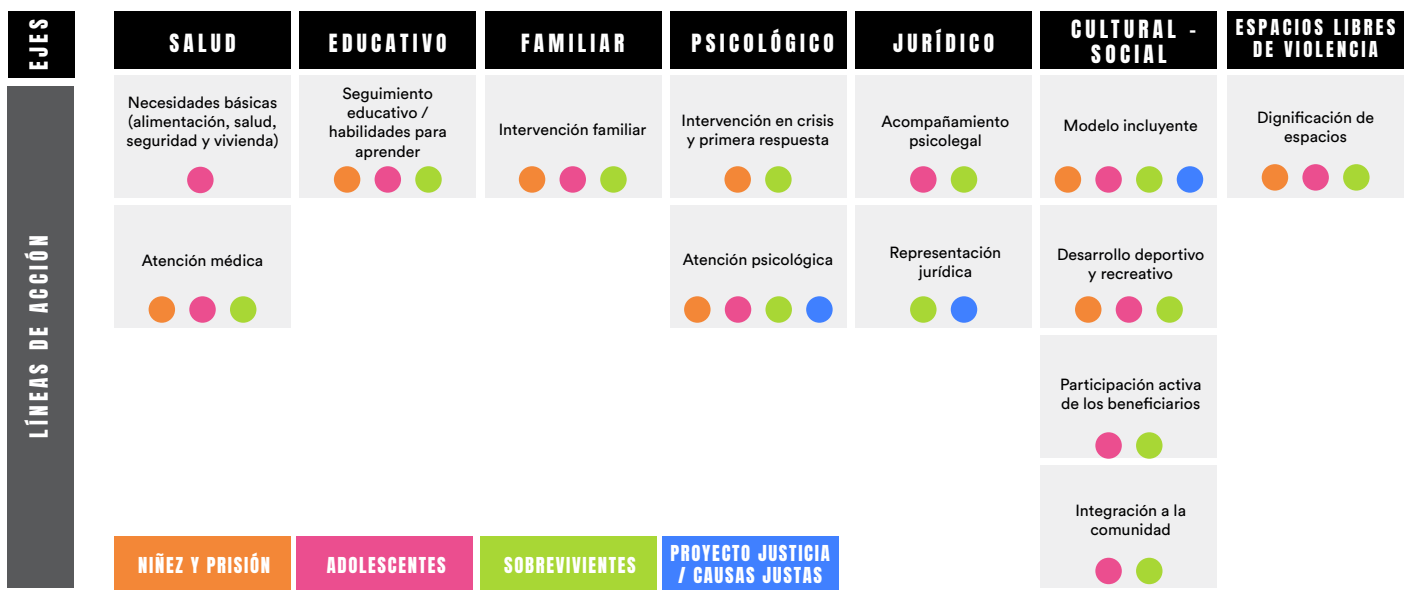 EJES
SALUD
EDUCATIVO
FAMILIAR
PSICOLÓGICO
JURÍDICO
CULTURAL -
SOCIAL
ESPACIOS LIBRES
DE VIOLENCIA
LÍNEAS DE ACCIÓN
Necesidades básicas
(alimentación, salud,
seguridad y vivienda)
Seguimiento
educativo /
habilidades para
aprender
Intervención familiar
Intervención en crisis
y primera respuesta
Acompañamiento
psicolegal
Modelo incluyente
Dignificación de
espacios
Atención médica
Atención psicológica
Representación
jurídica
Desarrollo deportivo
y recreativo
Participación activa
de los beneficiarios
Integración a la
comunidad
NIÑEZ Y PRISIÓN
ADOLESCENTES
SOBREVIVIENTES
PROYECTO JUSTICIA
/ CAUSAS JUSTAS